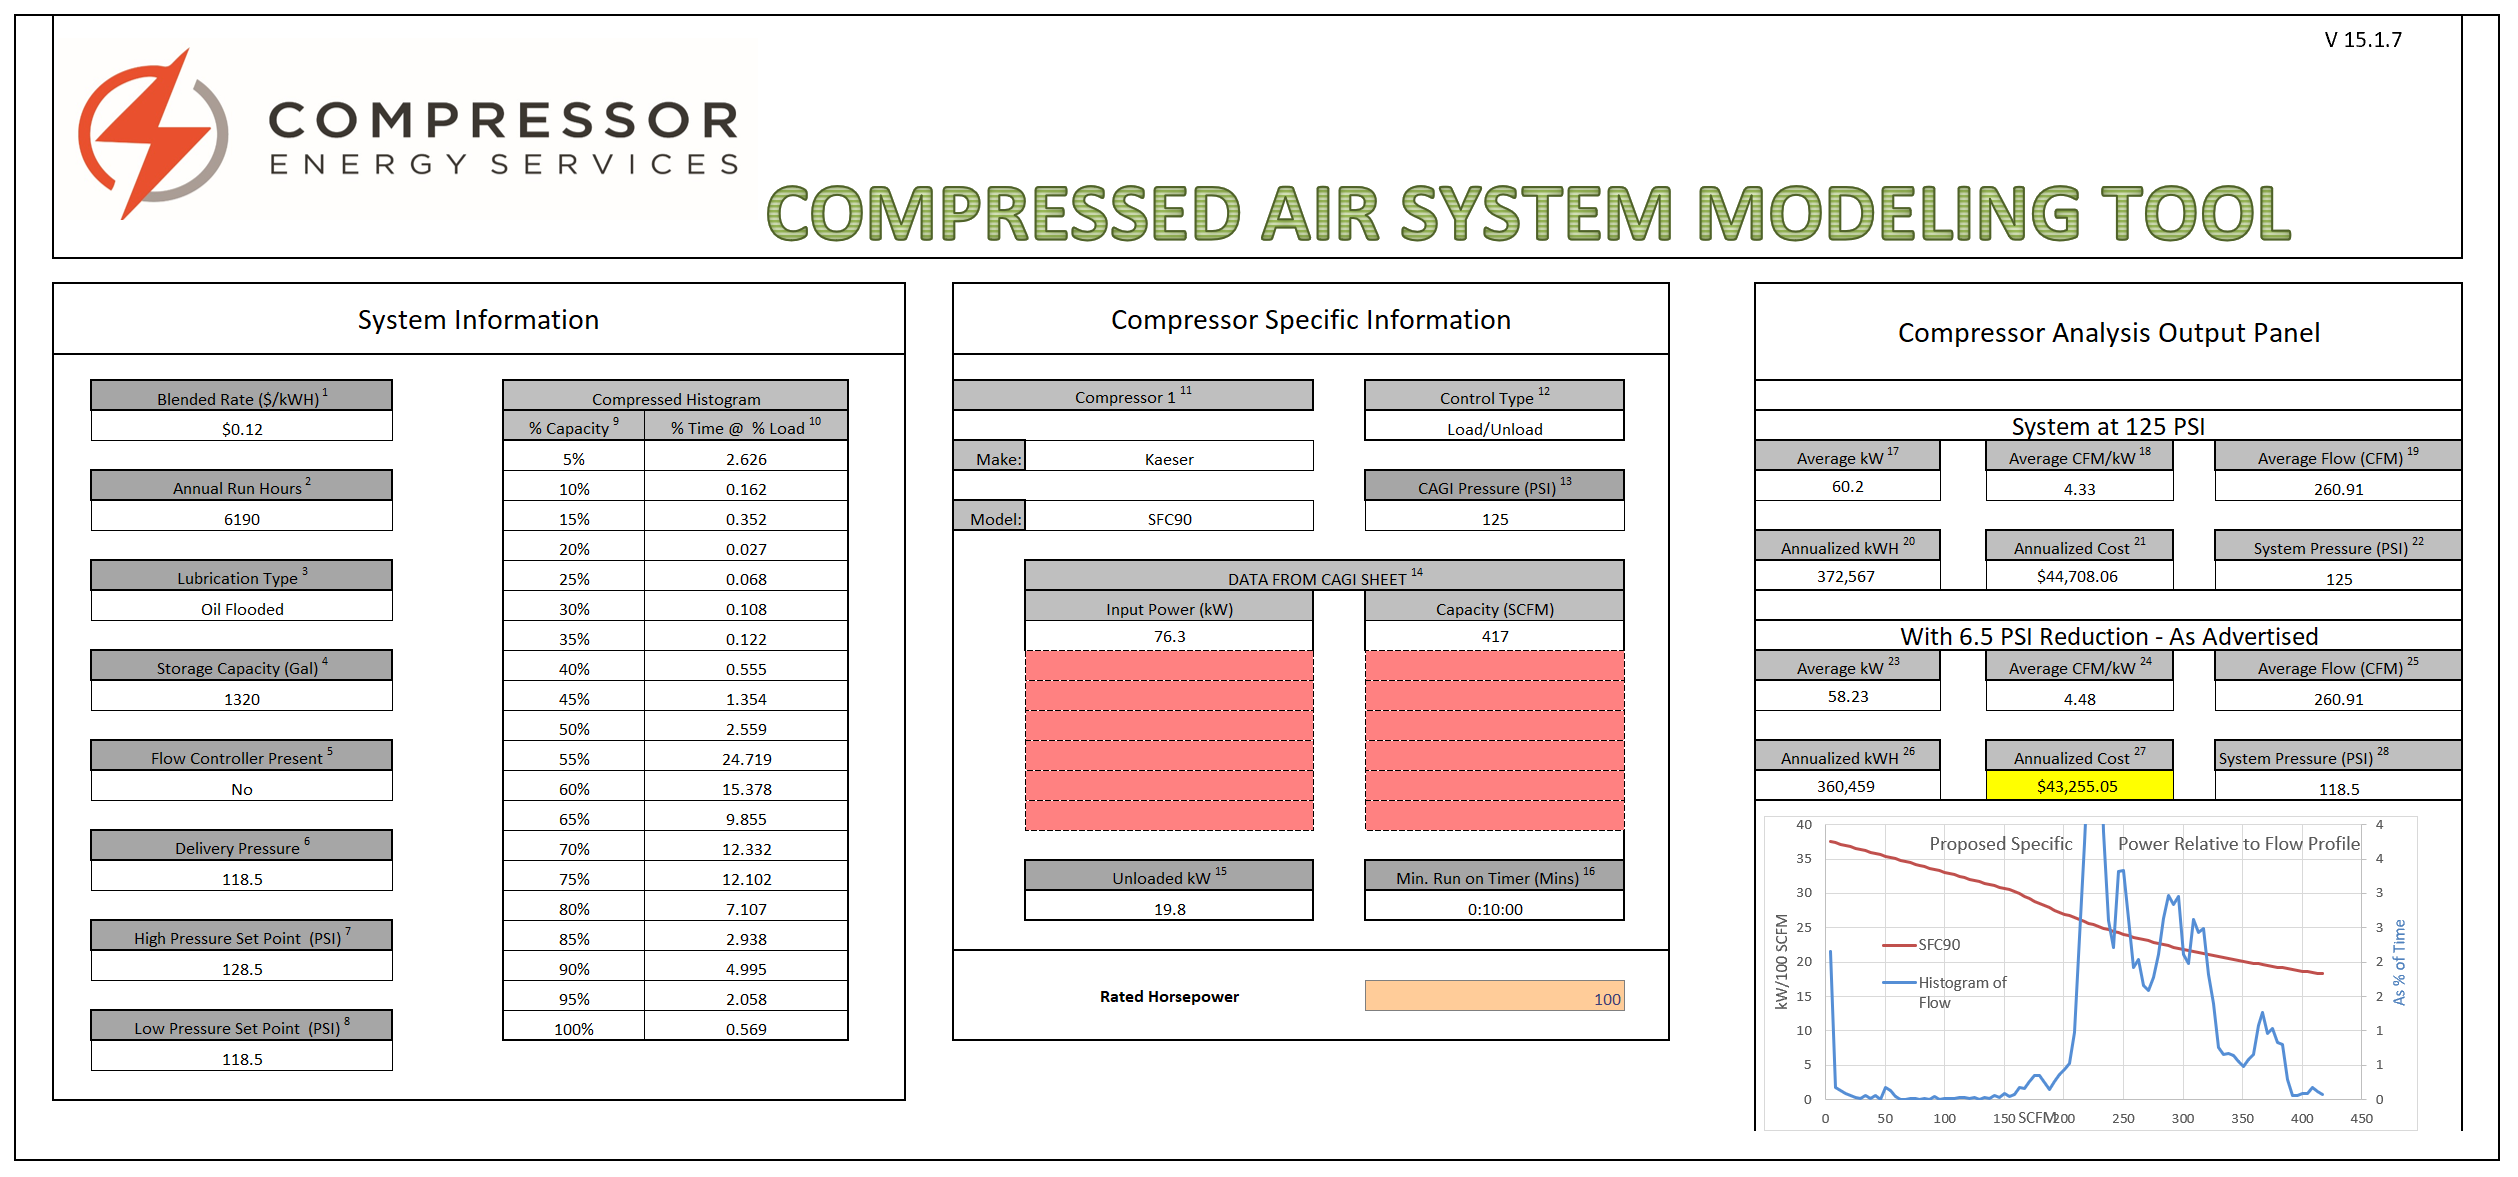 V 15.1.7
COMPRESSOR
ENERGY SERVICES
COMPRESSED AIR SYSTEM MODELING TOOL
System Information
Blended Rate ($/kWH) 1
$0.12
Annual Run Hours 2
6190
Lubrication Type 3
Oil Flooded
Storage Capacity (Gal) 4
1320
Flow Controller Present 5
No
Delivery Pressure 6
118.5
High Pressure Set Point (PSI) 7
128.5
Low Pressure Set Point (PSI) 8
118.5
Compressed Histogram
% Capacity 9 % Time @ % Load 10
5% 2.626
10% 0.162
15% 0.352
20% 0.027
25% 0.068
30% 0.108
35% 0.122
40% 0.555
45% 1.354
50% 2.559
55% 24.719
60% 15.378
65% 9.855
70% 12.332
75% 12.102
80% 7.107
85% 2.938
90% 4.995
95% 2.058
100% 0.569
Compressor Specific Information
Compressor 1 11
Control Type 12
Load/Unload
Make: Kaeser
CAGI Pressure (PSI) 13
Model: SFC90
125
DATA FROM CAGI SHEET 14
Input Power (kW) Capacity (SCFM)
76.3 417
Unloaded kW 15 Min. Run on Timer (Mins) 16
19.8 0:10:00
Rated Horsepower 100
Compressor Analysis Output Panel
System at 125 PSI
Average kW 17 Average CFM/kW 18 Average Flow (CFM) 19
60.2 4.33 260.91
Annualized kWH 20 Annualized Cost 21 System Pressure (PSI) 22
372,567 $44,708.06 125
With 6.5 PSI Reduction - As Advertised
Average kW 23 Average CFM/kW 24 Average Flow (CFM) 25
58.23 4.48 260.91
Annualized kWH 26 Annualized Cost 27 System Pressure (PSI) 28
360,459 $43,255.05 118.5
Proposed Specific Power Relative to Flow Profile
kW/100 SCFM
40
35
30
25
20
15
10
5
0
SFC90
Histogram of
Flow
4
4
3
3
2
2
1
1
0
As % of Time
0 50 100 150 200 250 300 350 400 450
SCFM